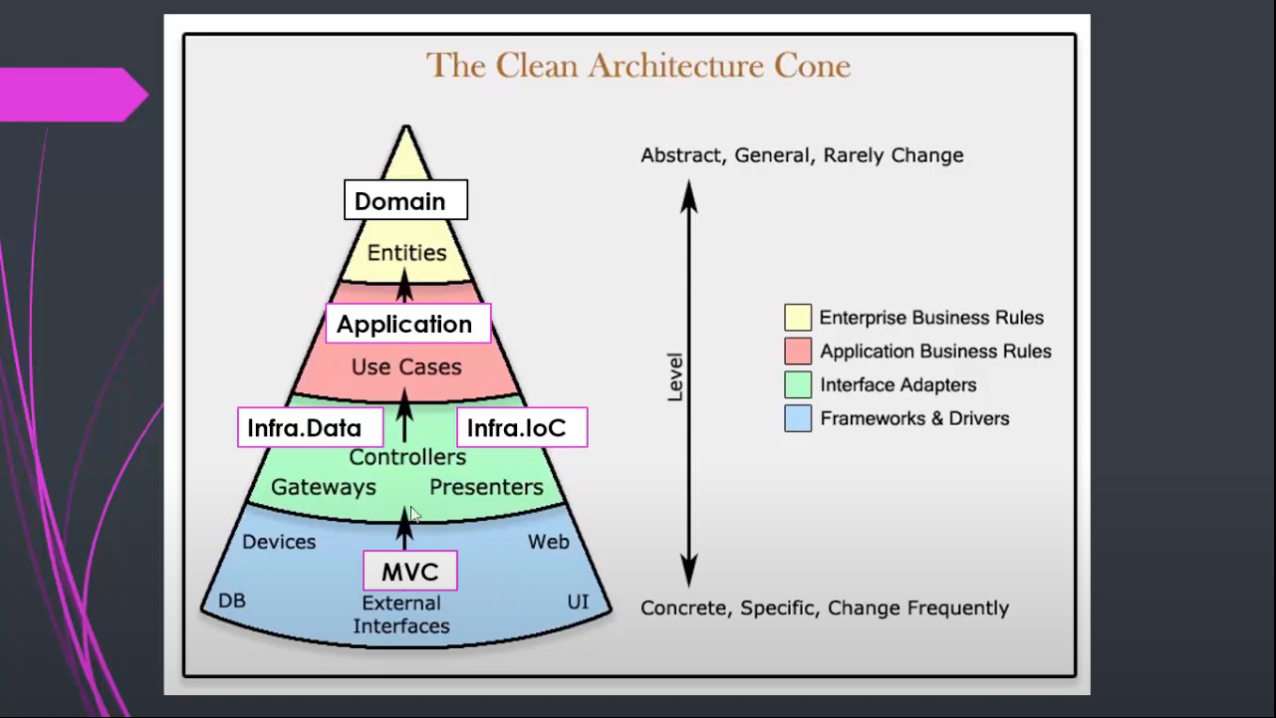 The Clean Architecture Cone
Abstract, General, Rarely Change
Domain
Entities
Application
Use Cases
Infra.Data
Infra.IoC
Controllers
Gateways
Presenters
Devices
Web
MVC
DB
External
Interfaces
UI
Level
Enterprise Business Rules
Application Business Rules
Interface Adapters
Frameworks & Drivers
Concrete, Specific, Change Frequently